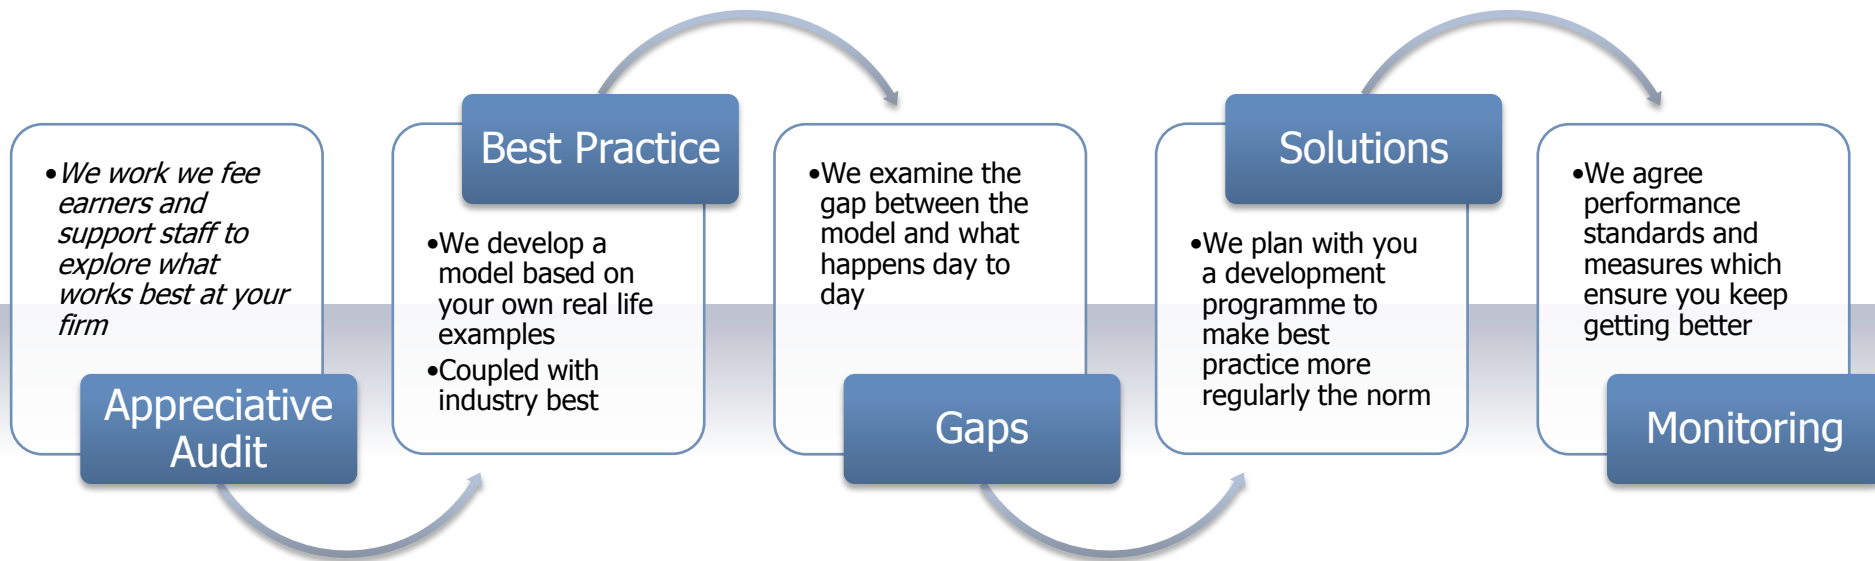 •We work we fee
earners and
support staff to
explore what
works best at your
firm
Appreciative
Audit
Best Practice
•We develop a
model based on
your own real life
examples
•Coupled with
industry best
•We examine the
gap between the
model and what
happens day to
day
Gaps
Solutions
•We plan with you
a development
programme to
make best
practice more
regularly the norm
•We agree
performance
standards and
measures which
ensure you keep
getting better
Monitoring